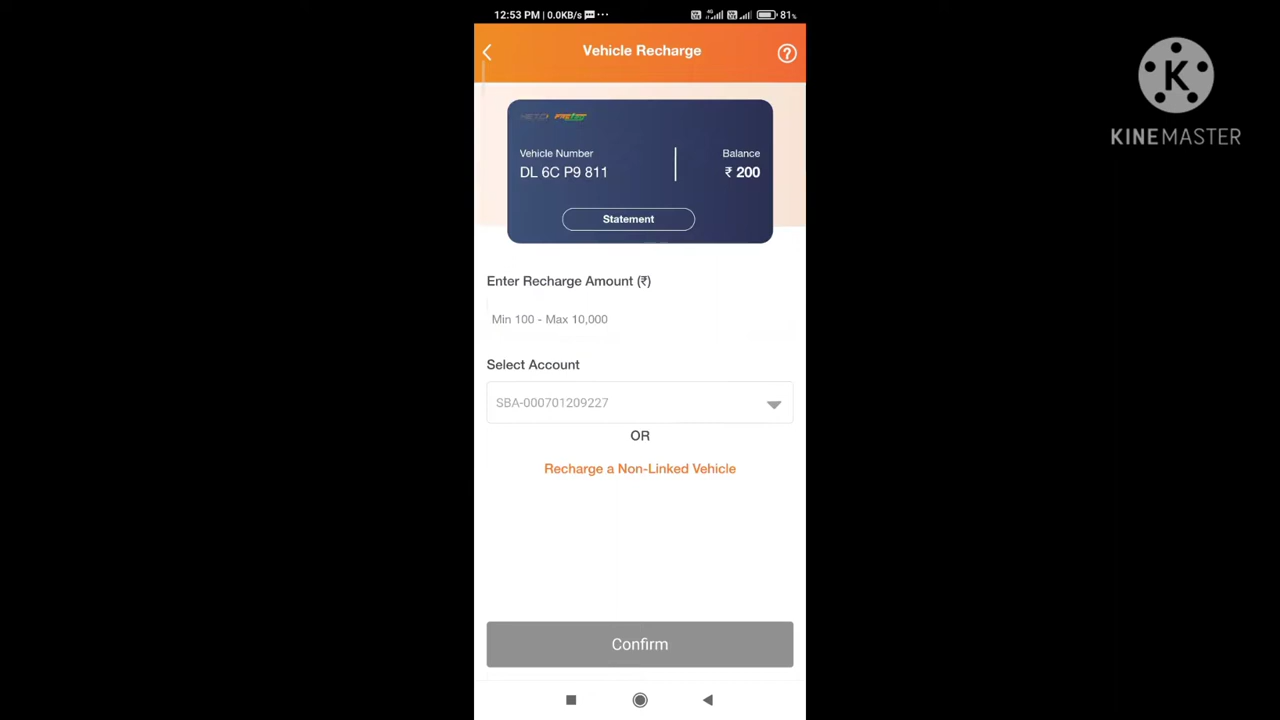 12:53 PM | 0.0KB/s
81%
Vehicle Recharge
K
KINEMASTER
Vehicle Number
DL 6C P9 811
Balance
₹ 200
Statement
Enter Recharge Amount (₹)
Min 100 - Max 10,000
Select Account
SBA-000701209227
OR
Recharge a Non-Linked Vehicle
Confirm